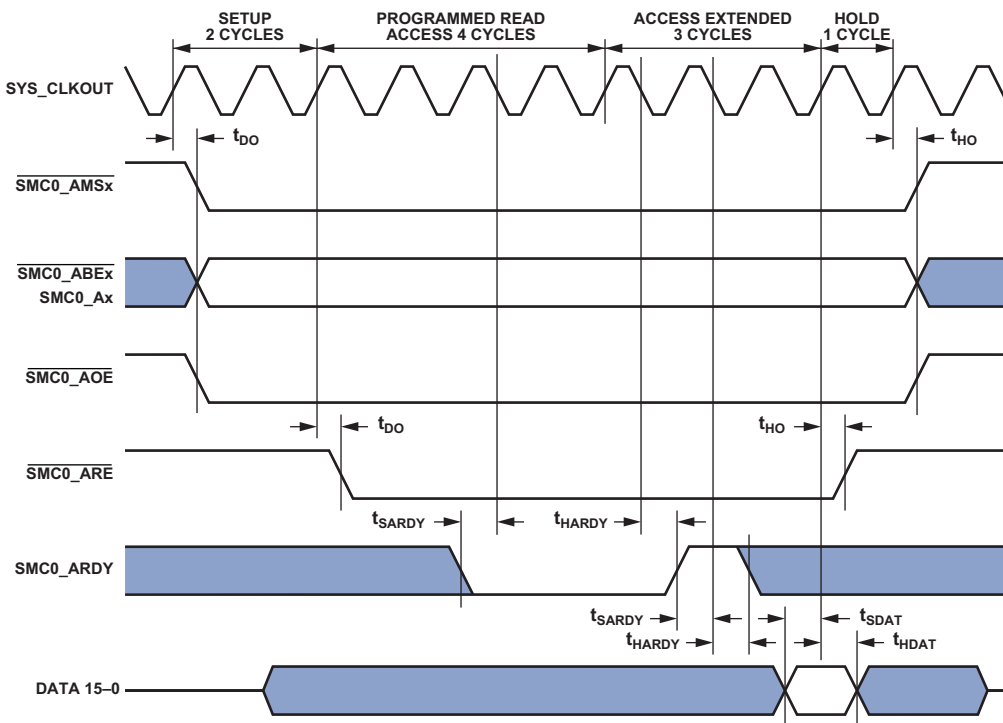 SETUP
2 CYCLES
PROGRAMMED READ
ACCESS 4 CYCLES
ACCESS EXTENDED
3 CYCLES
HOLD
1 CYCLE
SYS_CLKOUT
tDO
tHO
SMC0_AMSx
SMC0_ABEx
SMC0_Ax
SMC0_AOE
tDO
tHO
SMC0_ARE
tSARDY
tHARDY
SMC0_ARDY
tSARDY
tSDAT
tHARDY
tHDAT
DATA 15–0